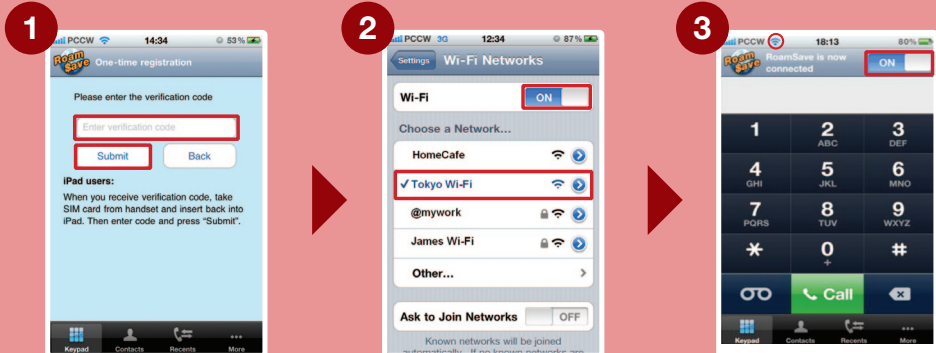 1
PCCW 14:34 53%
Roam Save One-time registration
Please enter the verification code
Enter verification code
Submit Back
iPad users:
When you receive verification code, take
SIM card from handset and insert back into
iPad. Then enter code and press “Submit”.
Keypad Contacts Recents More
2
PCCW 3G 12:34 87%
Settings Wi-Fi Networks
Wi-Fi ON
Choose a Network...
HomeCafe
✓ Tokyo Wi-Fi
@mywork
James Wi-Fi
Other...
Ask to Join Networks OFF
Known networks will be joined
automatically. If no known networks are
3
PCCW 18:13 80%
Roam Save RoamSave is now
connected ON
1 2 3
ABC DEF
4 5 6
GHI JKL MNO
7 8 9
PQRS TUV WXYZ
* 0 #
+
Call
Keypad Contacts Recents More